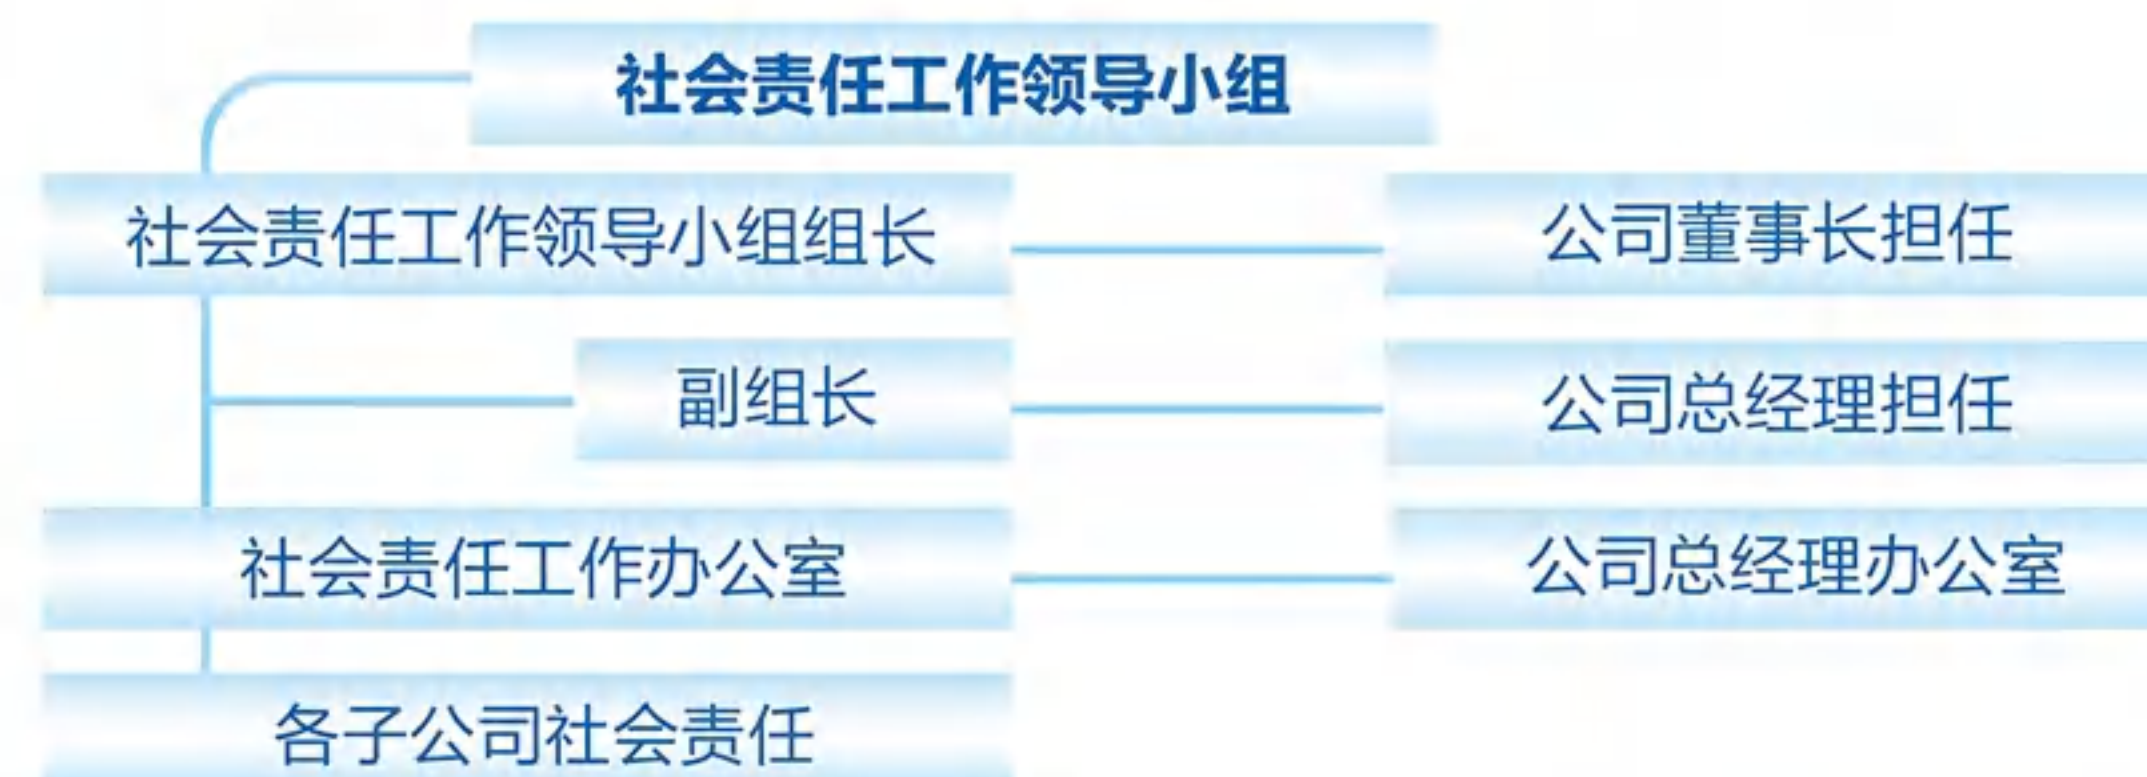 社会责任工作领导小组
社会责任工作领导小组组长
公司董事长担任
副组长
公司总经理担任
社会责任工作办公室
公司总经理办公室
各子公司社会责任